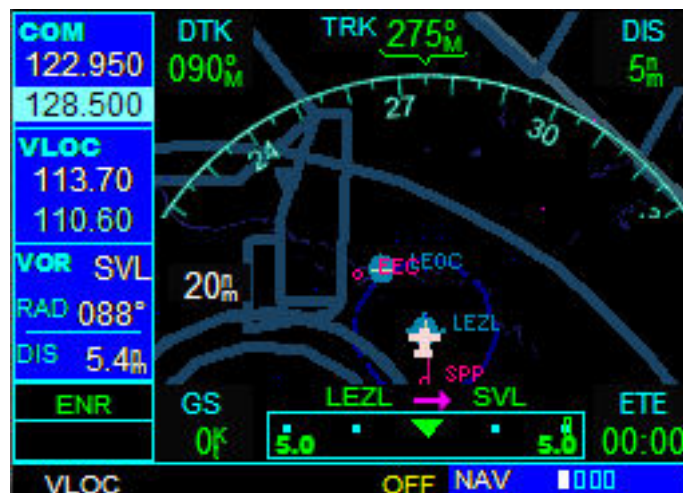 COM
122.950
128.500
VLOC
113.70
110.60
VOR SVL
RAD 088°
DIS 5.4nm
ENR
VLOC
DTK
090°M
TRK 275°M
DIS
5nm
24
27
30
20nm
EEC LEOC
LEZL
SPP
GS
0kt
LEZL → SVL
5.0 5.0
ETE
00:00
OFF NAV